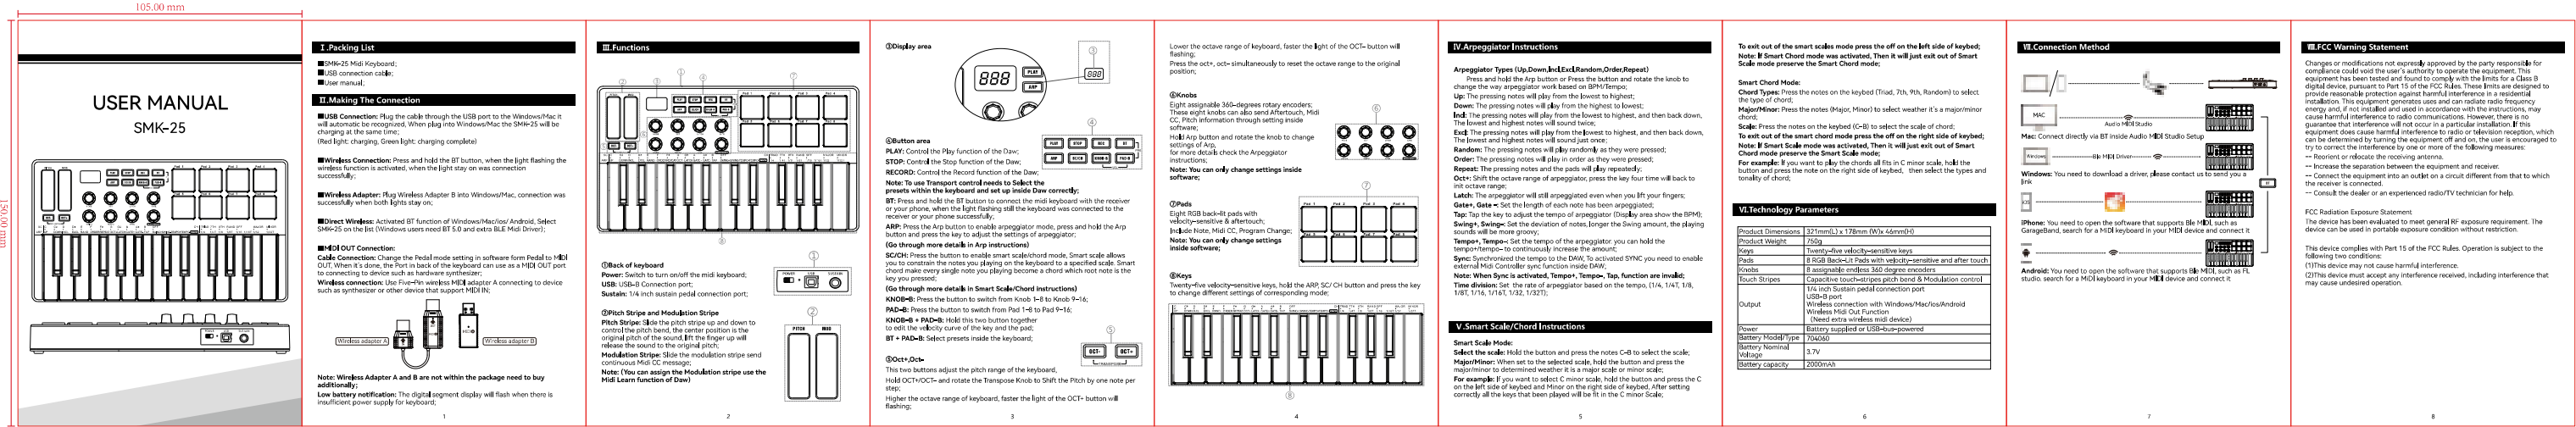 105.00 mm
150.00 mm
USER MANUAL
SMK-25
Ⅰ.Packing List
■SMK-25 Midi Keyboard;
■USB connection cable;
■User manual;
Ⅱ.Making The Connection
■USB Connection: Plug the cable through the USB port to the Windows/Mac it
will automatic be recognized, When plug into Windows/Mac the SMK-25 will be
charging at the same time;
(Red light: charging, Green light: charging complete)
■Wireless Connection: Press and hold the BT button, when the light flashing the
wireless function is activated, when the light stay on was connection
successfully;
■Wireless Adapter: Plug Wireless Adapter B into Windows/Mac, connection was
successfully when both lights stay on;
■Direct Wireless: Activated BT function of Windows/Mac/ios/ Android, Select
SMK-25 on the list (Windows users need BT 5.0 and extra BLE Midi Driver);
■MIDI OUT Connection:
Cable Connection: Change the Pedal mode setting in software form Pedal to MIDI
OUT, When it's done, the Port in back of the keyboard can use as a MIDI OUT port
to connecting to device such as hardware synthesizer;
Wireless connection: Use Five-Pin wireless MIDI adapter A connecting to device
such as synthesizer or other device that support MIDI IN;
Wireless adapter A
Wireless adapter B
Note: Wireless Adapter A and B are not within the package need to buy
additionally;
Low battery notification: The digital segment display will flash when there is
insufficient power supply for keyboard;
1
Ⅲ.Functions
①Back of keyboard
Power: Switch to turn on/off the midi keyboard;
USB: USB-B Connection port;
Sustain: 1/4 inch sustain pedal connection port;
POWER
USB
SUSTAIN
②Pitch Stripe and Modulation Stripe
Pitch Stripe: Slide the pitch stripe up and down to
control the pitch bend, the center position is the
original pitch of the sound, lift the finger up will
release the sound to the original pitch;
Modulation Stripe: Slide the modulation stripe send
continuous Midi CC message;
Note: (You can assign the Modulation stripe use the
Midi Learn function of Daw)
PITCH
MOD
2
③Display area
888
PLAY
ARP
④Button area
PLAY: Control the Play function of the Daw;
STOP: Control the Stop function of the Daw;
RECORD: Control the Record function of the Daw;
Note: To use Transport control needs to Select the
presets within the keyboard and set up inside Daw correctly;
BT: Press and hold the BT button to connect the midi keyboard with the receiver
or your phone, when the light flashing still the keyboard was connected to the
receiver or your phone successfully;
ARP: Press the button to enable arpeggiator mode, press and hold the Arp
button and press the key to adjust the settings of arpeggiator;
(Go through more details in Arp instructions)
SC/CH: Press the button to enable smart scale/chord mode, Smart scale allows
you to constrain the notes you playing on the keyboard to a specified scale. Smart
chord make every single note you playing become a chord which root note is the
key you pressed;
(Go through more details in Smart Scale/Chord instructions)
KNOB-B: Press the button to switch from Knob 1-8 to Knob 9-16;
PAD-B: Press the button to switch from Pad 1-8 to Pad 9-16;
KNOB-B + PAD-B: Hold this two button together
to edit the velocity curve of the key and the pad;
BT + PAD-B: Select presets inside the keyboard;
⑤Oct+,Oct-
This two buttons adjust the pitch range of the keyboard,
Hold OCT+/OCT- and rotate the Transpose Knob to Shift the Pitch by one note per
step;
Higher the octave range of keyboard, faster the light of the OCT+ button will
flashing;
OCT-
OCT+
3
Lower the octave range of keyboard, faster the light of the OCT- button will
flashing;
Press the oct+, oct- simultaneously to reset the octave range to the original
position;
⑥Knobs
Eight assignable 360-degrees rotary encoders;
These eight knobs can also send Aftertouch, Midi
CC, Pitch information through setting inside
software;
Hold Arp button and rotate the knob to change
settings of Arp,
For more details check the Arpeggiator
instructions;
Note: You can only change settings inside
software;
⑦Pads
Eight RGB back-lit pads with
velocity-sensitive & aftertouch;
Include Note, Midi CC, Program Change;
Note: You can only change settings
inside software;
⑧Keys
Twenty-five velocity-sensitive keys, hold the ARP, SC/ CH button and press the key
to change different settings of corresponding mode;
4
Ⅳ.Arpeggiator Instructions
Arpeggiator Types (Up,Down,Incl,Excl,Random,Order,Repeat)
Press and hold the Arp button or Press the button and rotate the knob to
change the way arpegiator work based on BPM/Tempo;
Up: The pressing notes will play from the lowest to highest;
Down: The pressing notes will play from the highest to lowest;
Incl: The pressing notes will play from the lowest to highest, and then back down,
The lowest and highest notes will sound twice;
Excl: The pressing notes will play from the lowest to highest, and then back down,
The lowest and highest notes will sound just once;
Random: The pressing notes will play randomly as they were pressed;
Order: The pressing notes will play in order as they were pressed;
Repeat: The pressing notes and the pads will play repeatedly;
Oct+: Shift the octave range of arpegiator, press the key four time will back to
init octave range;
Latch: The arpegiator will still arpegiated even when you lift your fingers;
Gate+, Gate -: Set the length of each note has been arpegiated;
Tap: Tap the key to adjust the tempo of arpegiator (Display area show the BPM);
Swing+, Swing-: Set the deviation of notes, longer the Swing amount, the playing
sounds will be more groovy;
Tempo+, Tempo-: Set the tempo of the arpegiator. you can hold the
tempo+/tempo- to continously increase the amount;
Sync: Synchronized the tempo to the DAW, To activated SYNC you need to enable
external Midi Controller sync function inside DAW;
Note: When Sync is activated, Tempo+, Tempo-, Tap, function are invalid;
Time division: Set the rate of arpegiator based on the tempo, (1/4, 1/4T, 1/8,
1/8T, 1/16, 1/16T, 1/32, 1/32T);
Ⅴ.Smart Scale/Chord Instructions
Smart Scale Mode:
Select the scale: Hold the button and press the notes C-B to select the scale;
Major/Minor: When set to the selected scale, hold the button and press the
major/minor to determined weather it is a major scale or minor scale;
For example: If you want to select C minor scale, hold the button and press the C
on the left side of keybed and Minor on the right side of keybed, After setting
correctly all the keys that been played will be fit in the C minor Scale;
5
To exit out of the smart scales mode press the off on the left side of keybed;
Note: If Smart Chord mode was activated, Then it will just exit out of Smart
Scale mode preserve the Smart Chord mode;
Smart Chord Mode:
Chord Types: Press the notes on the keybed (Triad, 7th, 9th, Random) to select
the type of chord;
Major/Minor: Press the notes (Major, Minor) to select weather it's a major/minor
chord;
Scale: Press the notes on the keybed (C-B) to select the scale of chord;
To exit out of the smart chord mode press the off on the right side of keybed;
Note: If Smart Scale mode was activated, Then it will just exit out of Smart
Chord mode preserve the Smart Scale mode;
For example: If you want to play the chords all fits in C minor scale, hold the
button and press the note on the right side of keybed, then select the types and
tonality of chord;
Ⅵ.Technology Parameters
Product Dimensions 321mm(L) x 178mm (W)x 46mm(H)
Product Weight 750g
Keys Twenty-five velocity-sensitive keys
Pads 8 RGB Back-Lit Pads with velocity-sensitive and after touch
Knobs 8 assignable endless 360 degree encoders
Touch Stripes Capacitive touch-stripes pitch bend & Modulation control
Output
1/4 inch Sustain pedal connection port
USB-B port
Wireless connection with Windows/Mac/ios/Android
Wireless Midi Out Function
(Need extra wireless midi device)
Power Battery supplied or USB-bus-powered
Battery Model/Type 704060
Battery Nominal
Voltage 3.7V
Battery capacity 2000mAh
6
Ⅶ.Connection Method
MAC
Audio MIDI Studio
Mac: Connect directly via BT inside Audio MIDI Studio Setup
Windows
Ble MIDI Driver
Windows: You need to download a driver, please contact us to send you a
link
iOS
iPhone: You need to open the software that supports Ble MIDI, such as
GarageBand, search for a MIDI keyboard in your MIDI device and connect it
Android: You need to open the software that supports Ble MIDI, such as FL
studio, search for a MIDI keyboard in your MIDI device and connect it
7
Ⅷ.FCC Warning Statement
Changes or modifications not expressly approved by the party responsible for
compliance could void the user's authority to operate the equipment. This
equipment has been tested and found to comply with the limits for a Class B
digital device, pursuant to Part 15 of the FCC Rules. These limits are designed to
provide reasonable protection against harmful interference in a residential
installation. This equipment generates uses and can radiate radio frequency
energy and, if not installed and used in accordance with the instructions, may
cause harmful interference to radio communications. However, there is no
guarantee that interference will not occur in a particular installation. If this
equipment does cause harmful interference to radio or television reception, which
can be determined by turning the equipment off and on, the user is encouraged to
try to correct the interference by one or more of the following measures:
-- Reorient or relocate the receiving antenna.
-- Increase the separation between the equipment and receiver.
-- Connect the equipment into an outlet on a circuit different from that to which
the receiver is connected.
-- Consult the dealer or an experienced radio/TV technician for help.
FCC Radiation Exposure Statement
The device has been evaluated to meet general RF exposure requirement. The
device can be used in portable exposure condition without restriction.
This device complies with Part 15 of the FCC Rules. Operation is subject to the
following two conditions:
(1)This device may not cause harmful interference.
(2)This device must accept any interference received, Including interference that
may cause undesired operation.
8